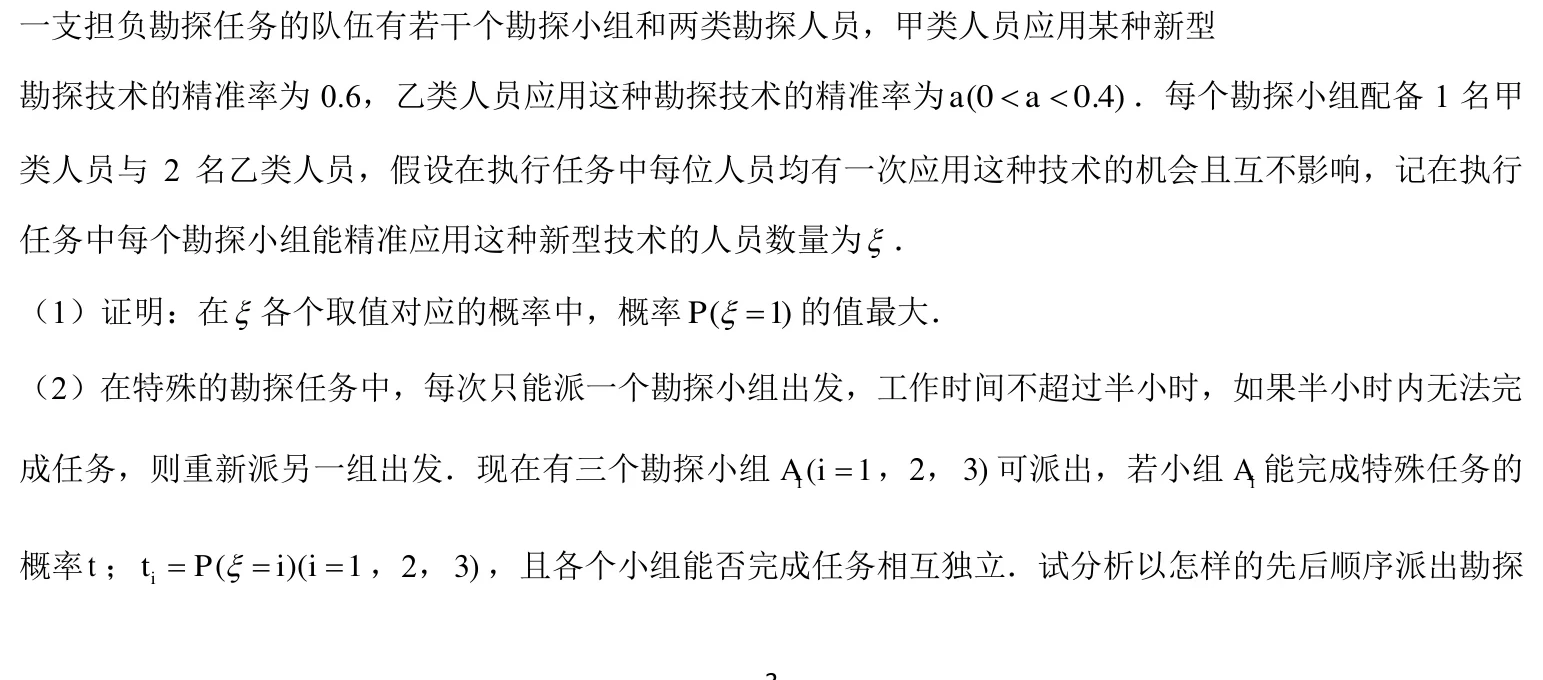 一支担负勘探任务的队伍有若干个勘探小组和两类勘探人员，甲类人员应用某种新型
勘探技术的精准率为 0.6，乙类人员应用这种勘探技术的精准率为 a(0 < a < 0.4)．每个勘探小组配备 1 名甲
类人员与 2 名乙类人员，假设在执行任务中每位人员均有一次应用这种技术的机会且互不影响，记在执行
任务中每个勘探小组能精准应用这种新型技术的人员数量为 ξ．
（1）证明：在 ξ 各个取值对应的概率中，概率 P(ξ = 1) 的值最大．
（2）在特殊的勘探任务中，每次只能派一个勘探小组出发，工作时间不超过半小时，如果半小时内无法完
成任务，则重新派另一组出发．现在有三个勘探小组 Aᵢ(i = 1，2， 3) 可派出，若小组 Aᵢ 能完成特殊任务的
概率 t；tᵢ = P(ξ = i)(i = 1，2， 3)，且各个小组能否完成任务相互独立．试分析以怎样的先后顺序派出勘探